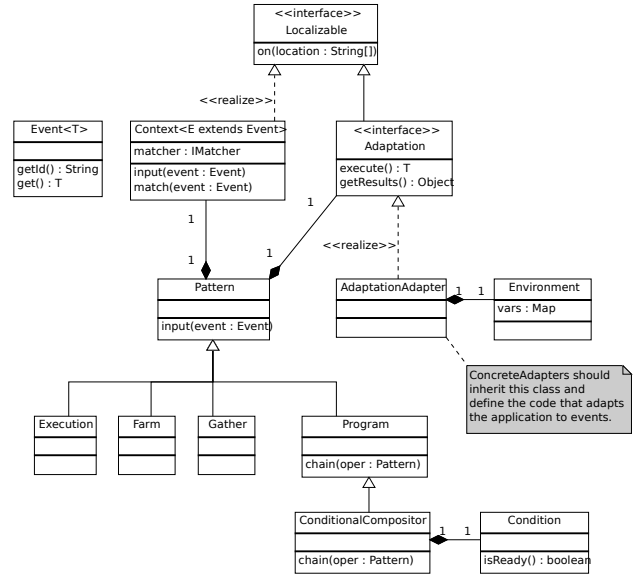 <<interface>>
Localizable
on(location : String[])
<<realize>>
Event<T>
getId() : String
get() : T
Context<E extends Event>
matcher : IMatcher
input(event : Event)
match(event : Event)
<<interface>>
Adaptation
execute() : T
getResults() : Object
1
1
1
1
<<realize>>
Pattern
input(event : Event)
AdaptationAdapter
1
1
Environment
vars : Map
ConcreteAdapters should
inherit this class and
define the code that adapts
the application to events.
Execution
Farm
Gather
Program
chain(oper : Pattern)
ConditionalCompositor
chain(oper : Pattern)
1
1
Condition
isReady() : boolean